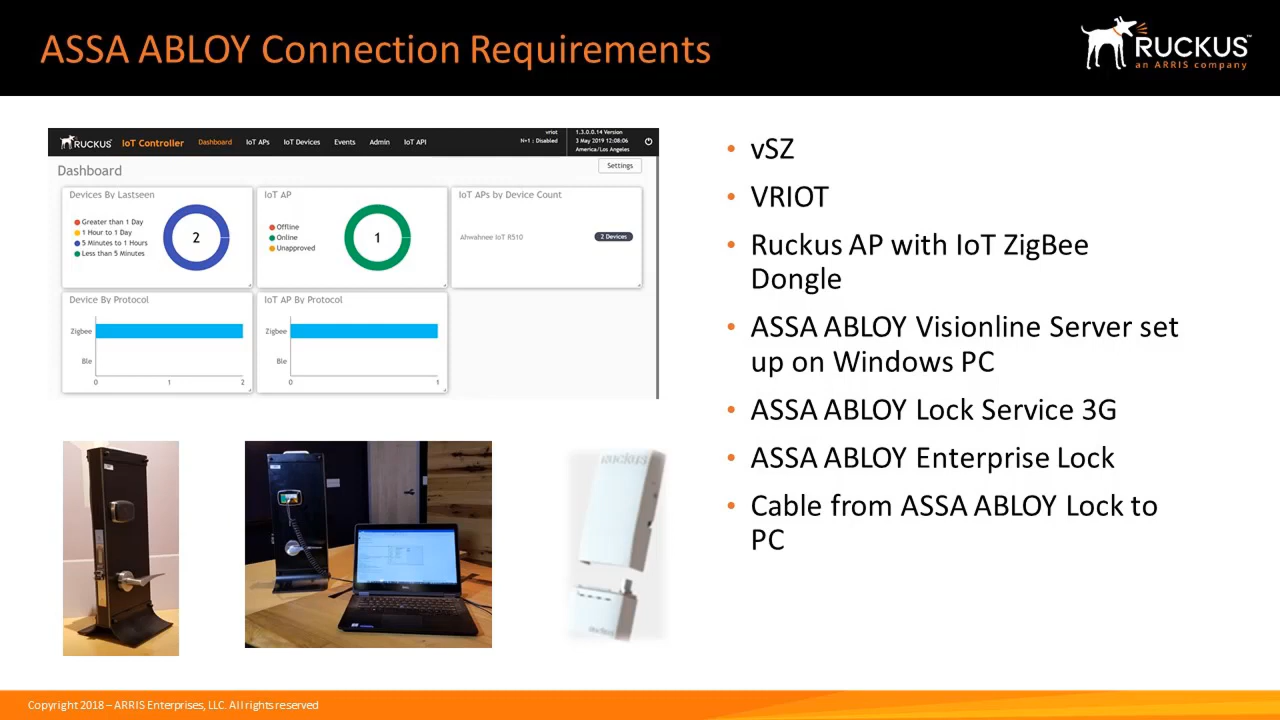 ASSA ABLOY Connection Requirements
RUCKUS™
an ARRIS company
RUCKUS IoT Controller Dashboard IoT APs IoT Devices Events Admin IoT API
vriot
N+1 : Disabled
1.3.0.0.14 Version
3 May 2019 12:08:06
America/Los Angeles
Dashboard
Settings
Devices By Lastseen
Greater than 1 Day
1 Hour to 1 Day
5 Minutes to 1 Hours
Less than 5 Minutes
2
IoT AP
Offline
Online
Unapproved
1
IoT APs by Device Count
Ahwahnee IoT R510
2 Devices
Device By Protocol
Zigbee
Ble
0 1 2
IoT AP By Protocol
Zigbee
Ble
0 1
• vSZ
• VRIOT
• Ruckus AP with IoT ZigBee
Dongle
• ASSA ABLOY Visionline Server set
up on Windows PC
• ASSA ABLOY Lock Service 3G
• ASSA ABLOY Enterprise Lock
• Cable from ASSA ABLOY Lock to
PC
RUCKUS
RUCKUS
Copyright 2018 – ARRIS Enterprises, LLC. All rights reserved